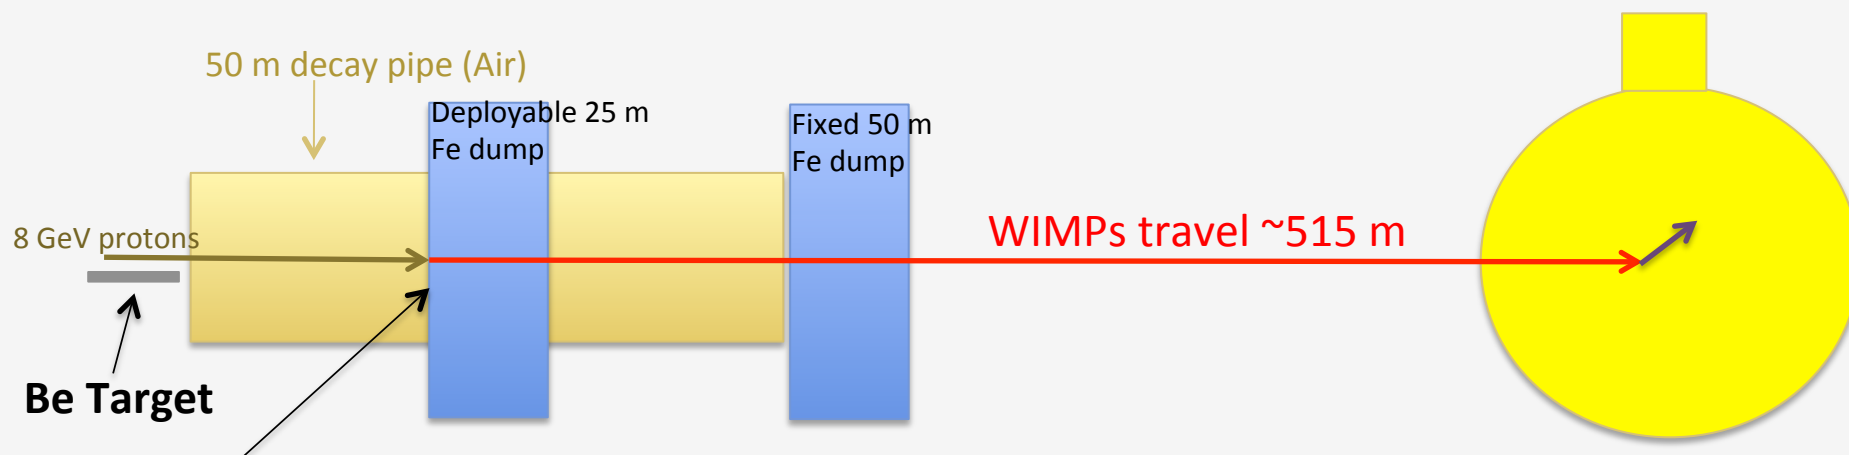 50 m decay pipe (Air)
Deployable 25 m
Fe dump
Fixed 50 m
Fe dump
8 GeV protons
WIMPs travel ~515 m
Be Target